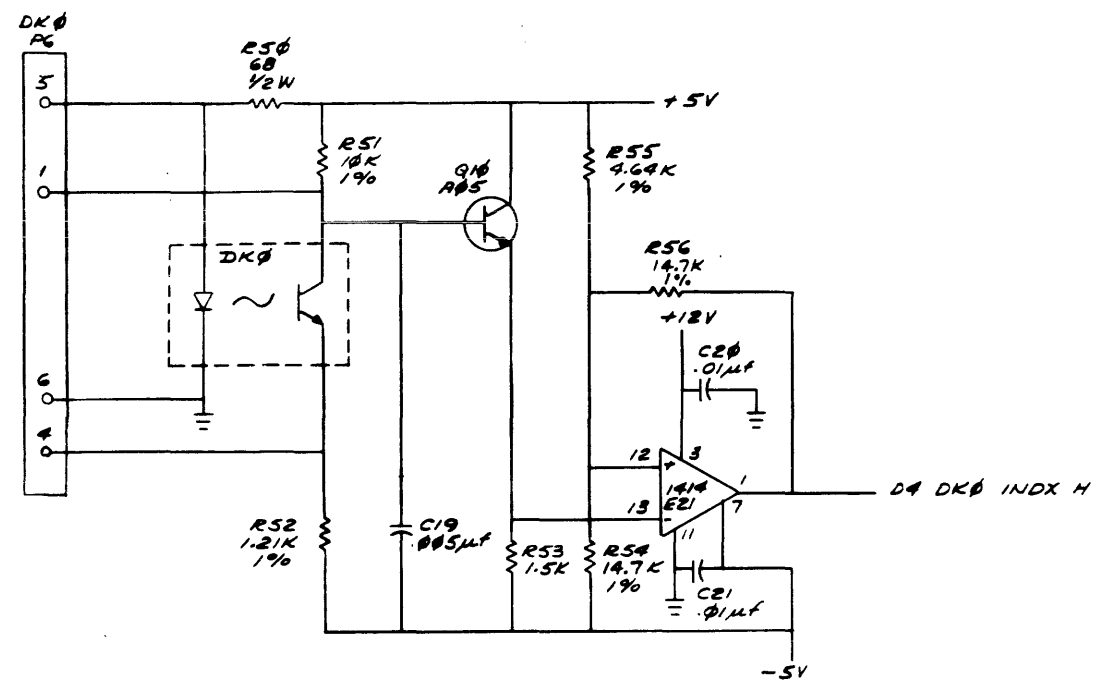 DKØ
P6
5
1
6
4
R5Ø
68
1/2W
+5V
R51
1ØK
1%
Q1Ø
AØ5
R55
4.64K
1%
DKØ
R56
14.7K
1%
+12V
C2Ø
.01µf
12
+
3
1414
E21
1
7
13
-
11
D4 DKØ INDX H
R52
1.21K
1%
C19
.ØØ5µf
R53
1.5K
R54
14.7K
1%
C21
.Ø1µf
-5V